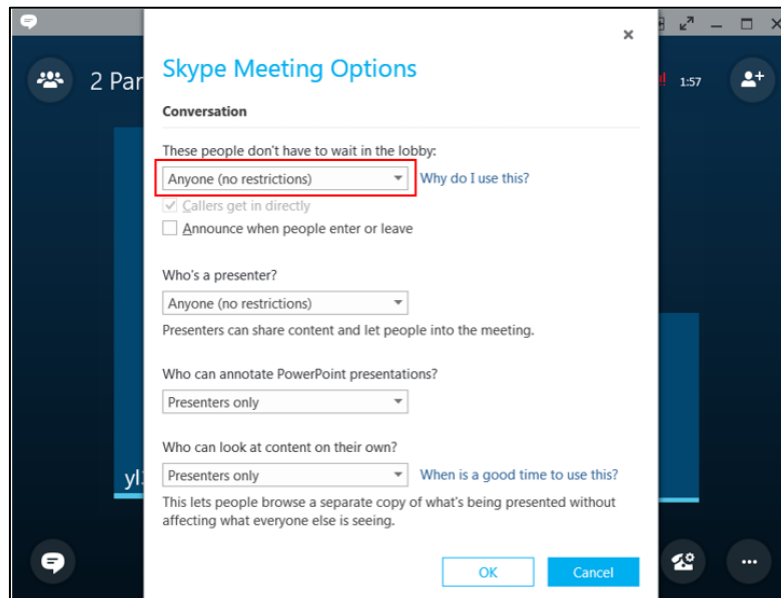 2 Par
1:57
Skype Meeting Options
Conversation
These people don't have to wait in the lobby:
Anyone (no restrictions)
Why do I use this?
Callers get in directly
Announce when people enter or leave
Who's a presenter?
Anyone (no restrictions)
Presenters can share content and let people into the meeting.
Who can annotate PowerPoint presentations?
Presenters only
Who can look at content on their own?
Presenters only
When is a good time to use this?
This lets people browse a separate copy of what's being presented without
affecting what everyone else is seeing.
OK
Cancel